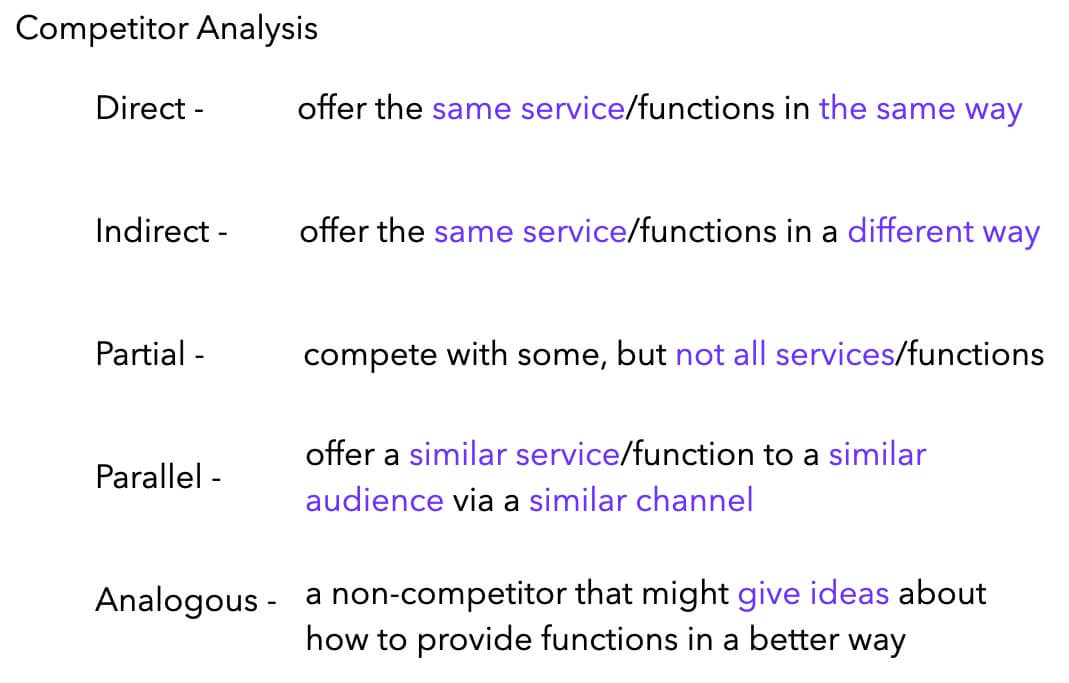 Competitor Analysis
Direct - offer the same service/functions in the same way
Indirect - offer the same service/functions in a different way
Partial - compete with some, but not all services/functions
Parallel - offer a similar service/function to a similar
audience via a similar channel
Analogous - a non-competitor that might give ideas about
how to provide functions in a better way